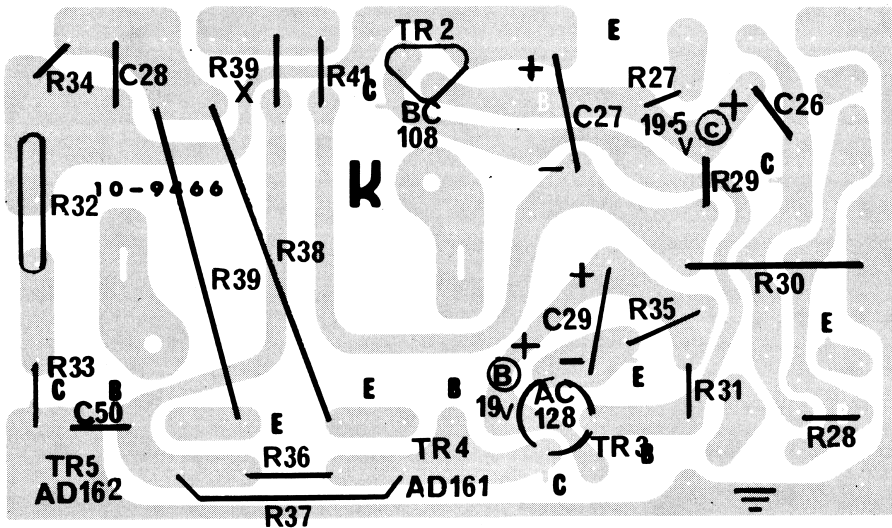 TR 2
E
R34
C28
R39
X
R41
C
BC
108
+
C27
−
R27
19·5
V
C
+
C26
C
R29
K
10-9466
R32
R39
R38
+
C29
−
R35
R30
E
R33
C
B
C50
E
E
B
+
B
19V
AC
128
E
R31
R28
TR5
AD162
R36
R37
TR4
AD161
TR3
B
C